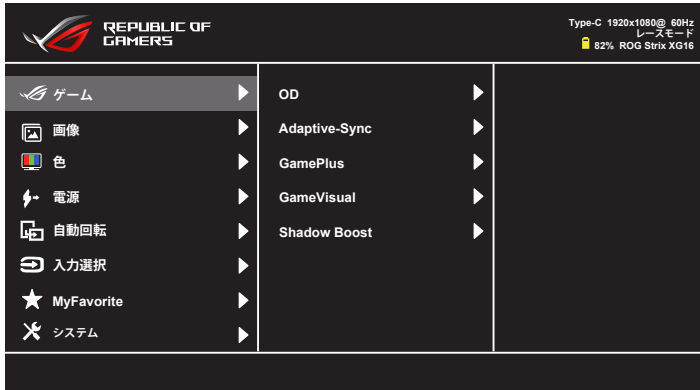 REPUBLIC OF
GAMERS
Type-C 1920x1080@ 60Hz
レースモード
82% ROG Strix XG16
ゲーム
画像
色
電源
自動回転
入力選択
MyFavorite
システム
OD
Adaptive-Sync
GamePlus
GameVisual
Shadow Boost